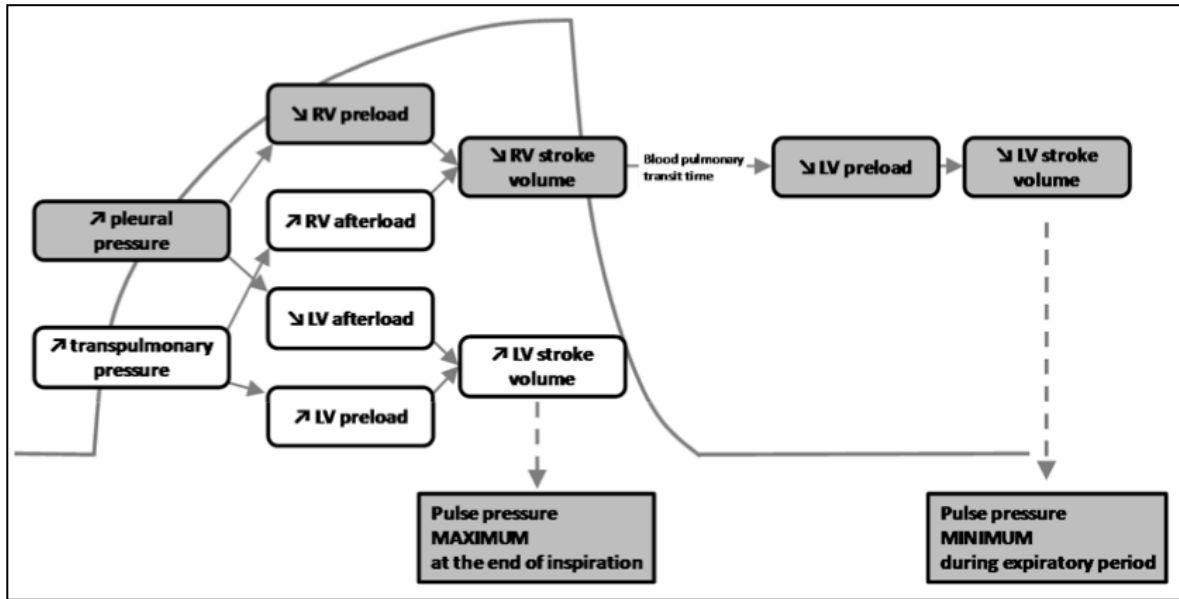 ↘ RV preload
↘ RV stroke
volume
Blood pulmonary
transit time
↘ LV preload
↘ LV stroke
volume
↗ pleural
pressure
↗ RV afterload
↘ LV afterload
↗ transpulmonary
pressure
↗ LV stroke
volume
↗ LV preload
Pulse pressure
MAXIMUM
at the end of inspiration
Pulse pressure
MINIMUM
during expiratory period